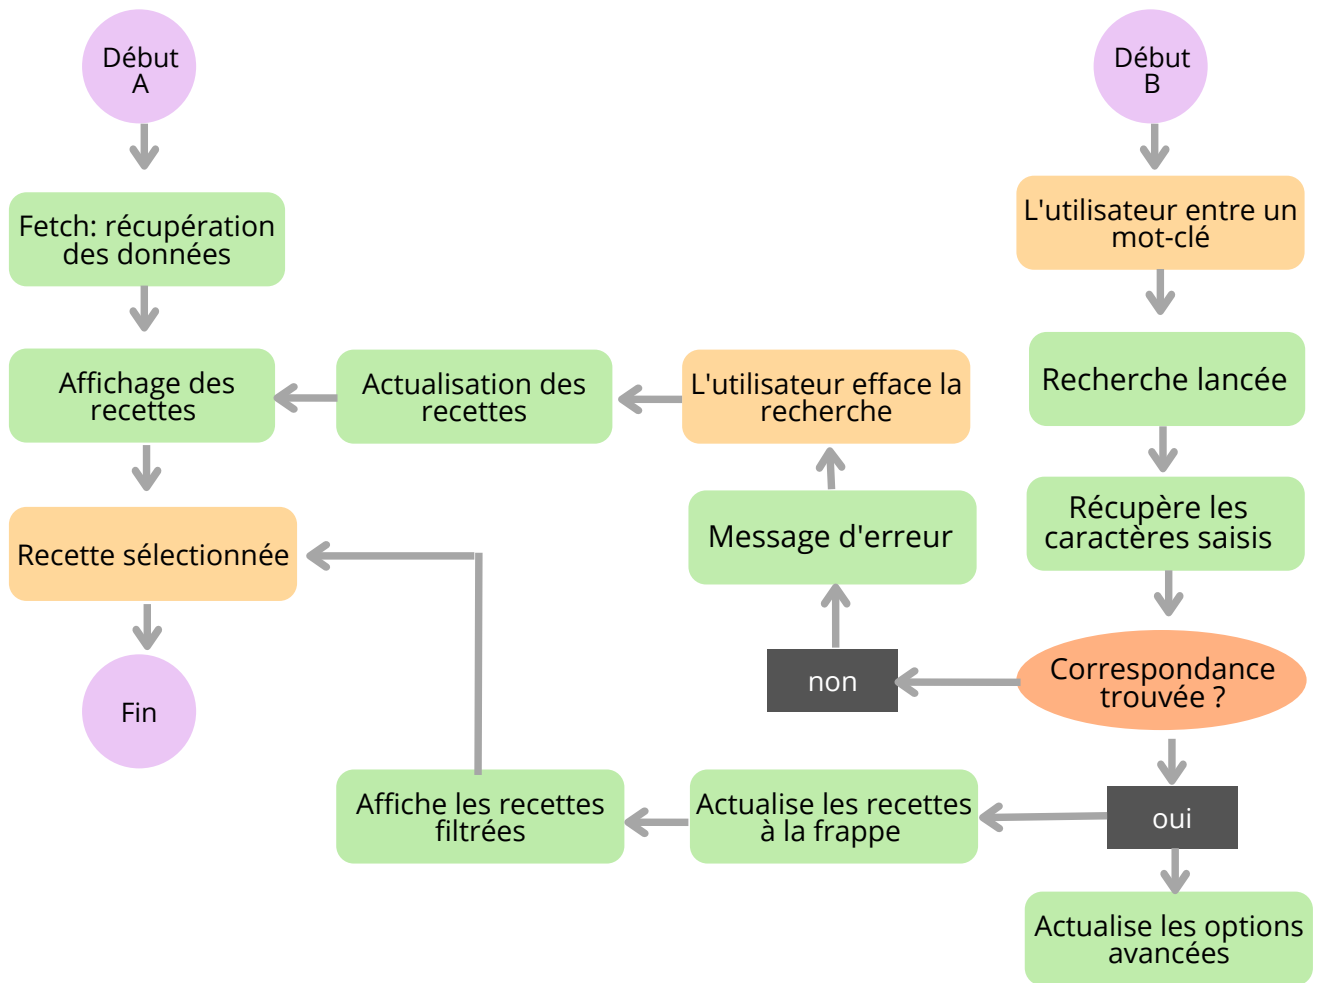 Début
A
Début
B
L'utilisateur entre un
mot-clé
Fetch: récupération
des données
Affichage des
recettes
Actualisation des
recettes
L'utilisateur efface la
recherche
Recherche lancée
Récupère les
caractères saisis
Message d'erreur
Recette sélectionnée
Correspondance
trouvée ?
non
Fin
Affiche les recettes
filtrées
Actualise les recettes
à la frappe
oui
Actualise les options
avancées